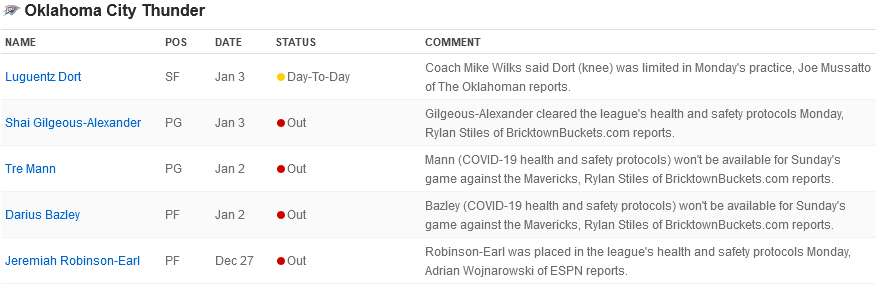 Oklahoma City Thunder
NAME POS DATE STATUS COMMENT
Luguentz Dort SF Jan 3 Day-To-Day Coach Mike Wilks said Dort (knee) was limited in Monday's practice, Joe Mussatto
of The Oklahoman reports.
Shai Gilgeous-Alexander PG Jan 3 Out Gilgeous-Alexander cleared the league's health and safety protocols Monday,
Rylan Stiles of BricktownBuckets.com reports.
Tre Mann PG Jan 2 Out Mann (COVID-19 health and safety protocols) won't be available for Sunday's
game against the Mavericks, Rylan Stiles of BricktownBuckets.com reports.
Darius Bazley PF Jan 2 Out Bazley (COVID-19 health and safety protocols) won't be available for Sunday's
game against the Mavericks, Rylan Stiles of BricktownBuckets.com reports.
Jeremiah Robinson-Earl PF Dec 27 Out Robinson-Earl was placed in the league's health and safety protocols Monday,
Adrian Wojnarowski of ESPN reports.